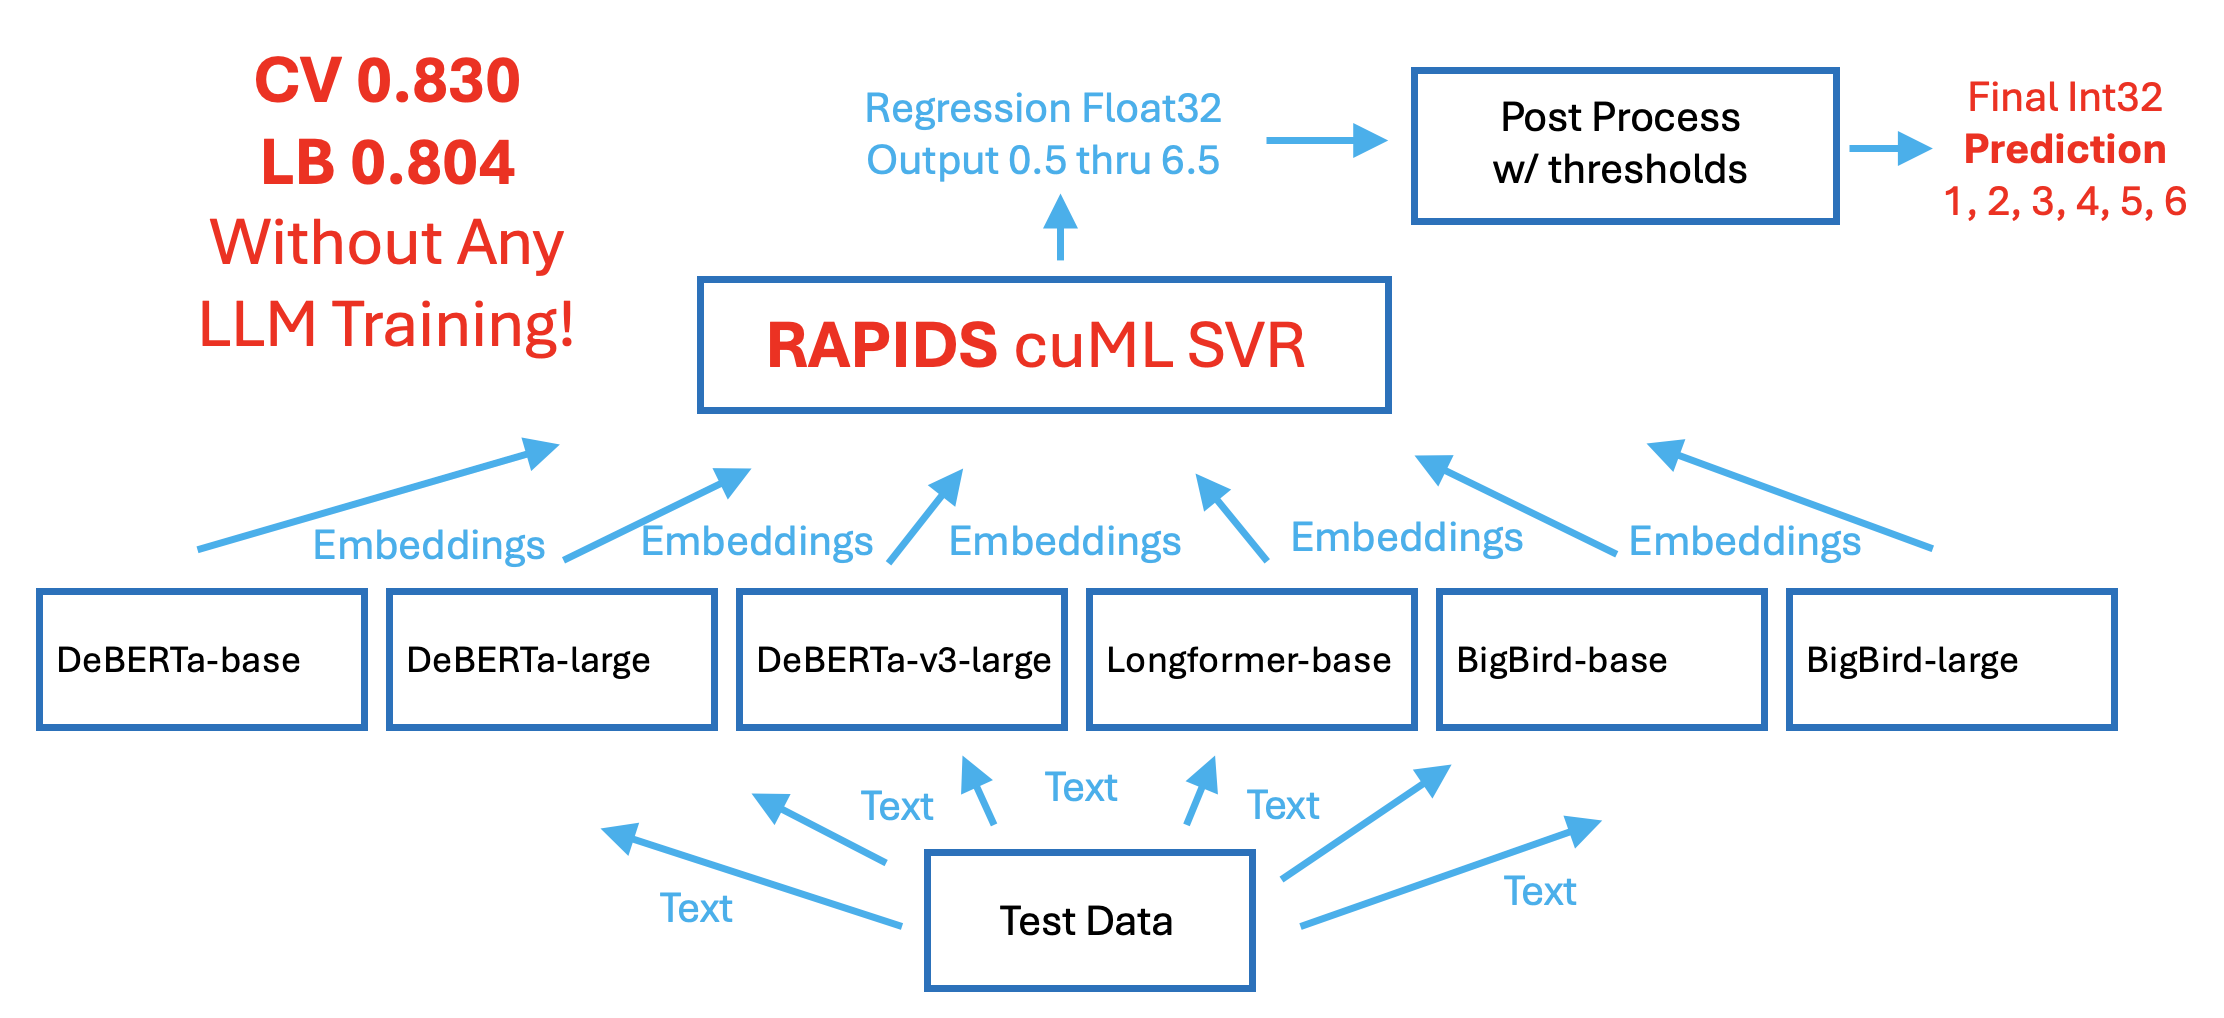 CV 0.830
LB 0.804
Without Any
LLM Training!
Regression Float32
Output 0.5 thru 6.5
Post Process
w/ thresholds
Final Int32
Prediction
1, 2, 3, 4, 5, 6
RAPIDS cuML SVR
Embeddings
Embeddings
Embeddings
Embeddings
Embeddings
DeBERTa-base
DeBERTa-large
DeBERTa-v3-large
Longformer-base
BigBird-base
BigBird-large
Text
Text
Text
Text
Text
Test Data